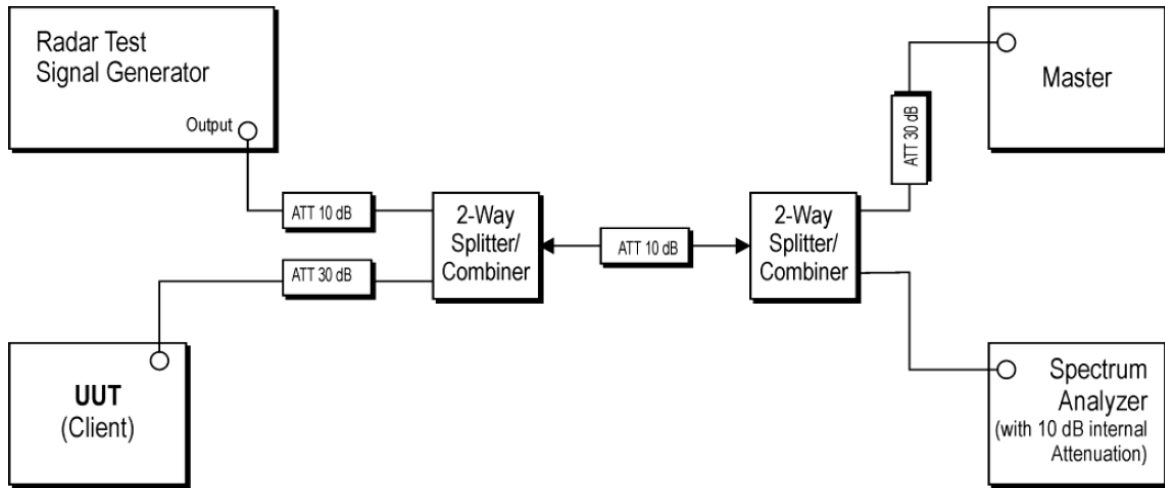 Radar Test
Signal Generator
Output
ATT 10 dB
ATT 30 dB
2-Way
Splitter/
Combiner
ATT 10 dB
2-Way
Splitter/
Combiner
ATT 30 dB
Master
UUT
(Client)
Spectrum
Analyzer
(with 10 dB internal
Attenuation)